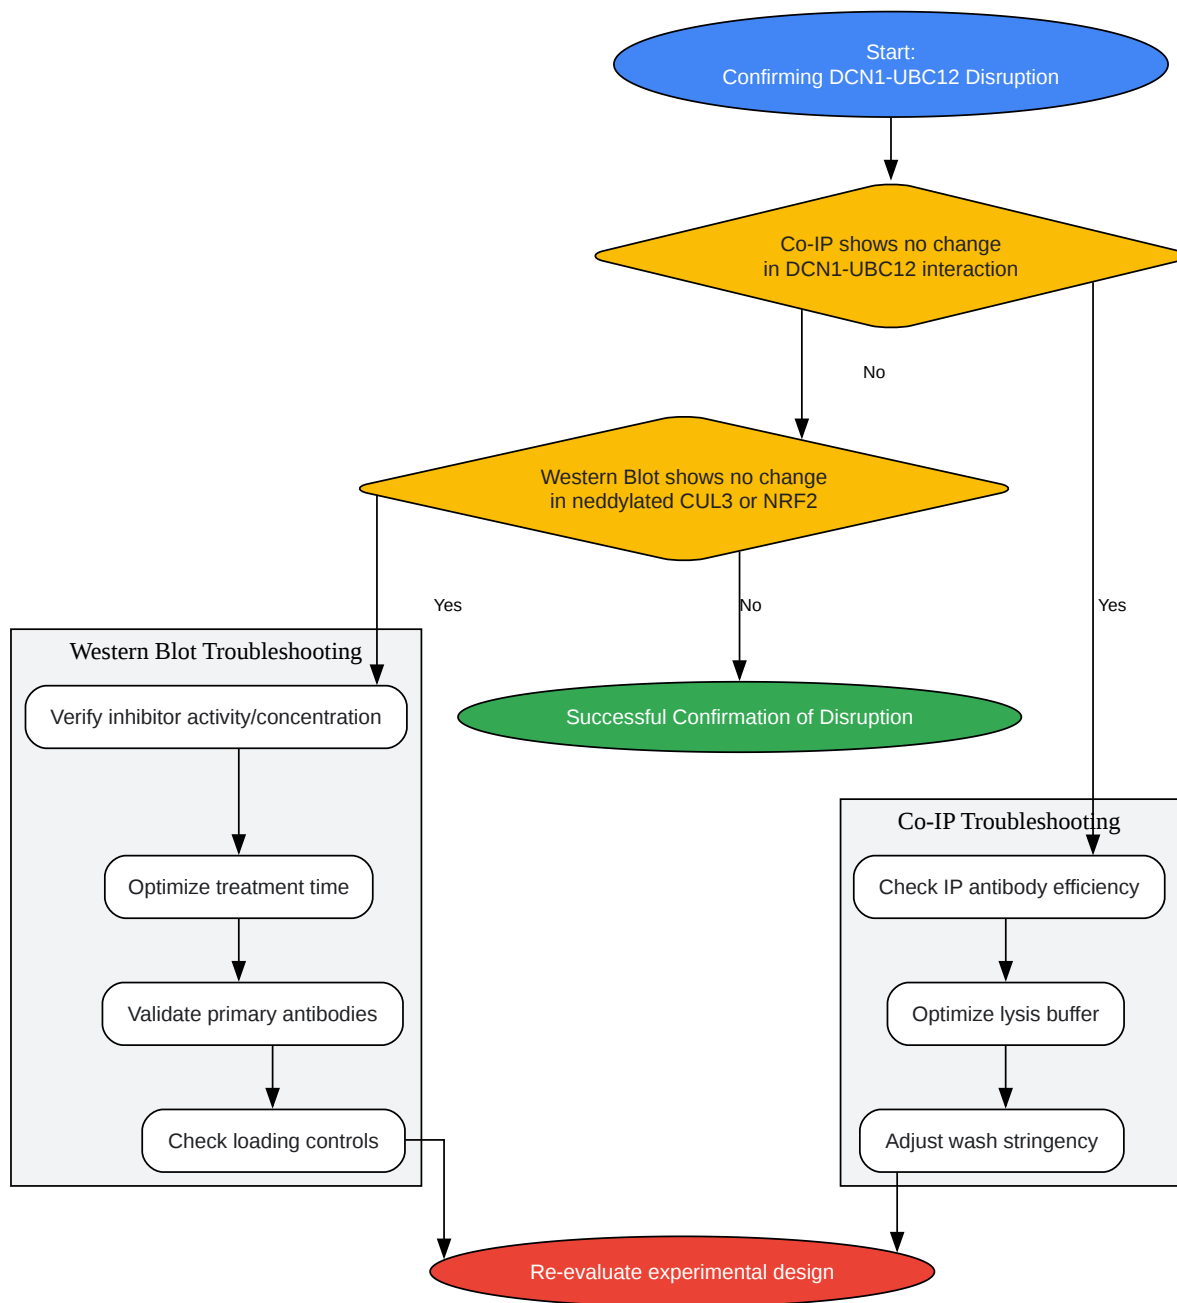 Start:
Confirming DCN1-UBC12 Disruption
Co-IP shows no change
in DCN1-UBC12 interaction
No
Western Blot shows no change
in neddylated CUL3 or NRF2
Yes
No
Yes
Western Blot Troubleshooting
Verify inhibitor activity/concentration
Optimize treatment time
Validate primary antibodies
Check loading controls
Successful Confirmation of Disruption
Co-IP Troubleshooting
Check IP antibody efficiency
Optimize lysis buffer
Adjust wash stringency
Re-evaluate experimental design